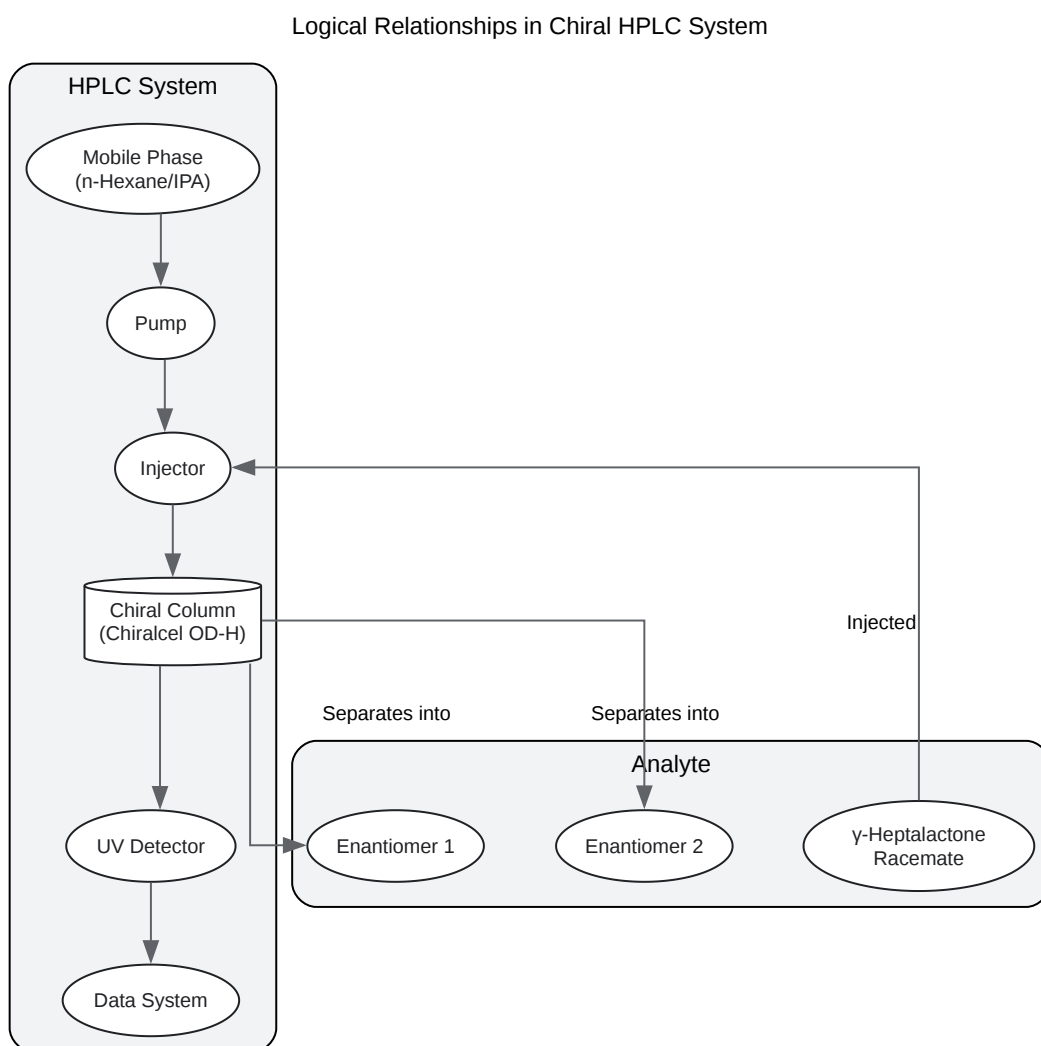 Logical Relationships in Chiral HPLC System
HPLC System
Mobile Phase
(n-Hexane/IPA)
Pump
Injector
Chiral Column
(Chiralcel OD-H)
Injected
Separates into
Separates into
Analyte
UV Detector
Enantiomer 1
Enantiomer 2
γ-Heptalactone
Racemate
Data System